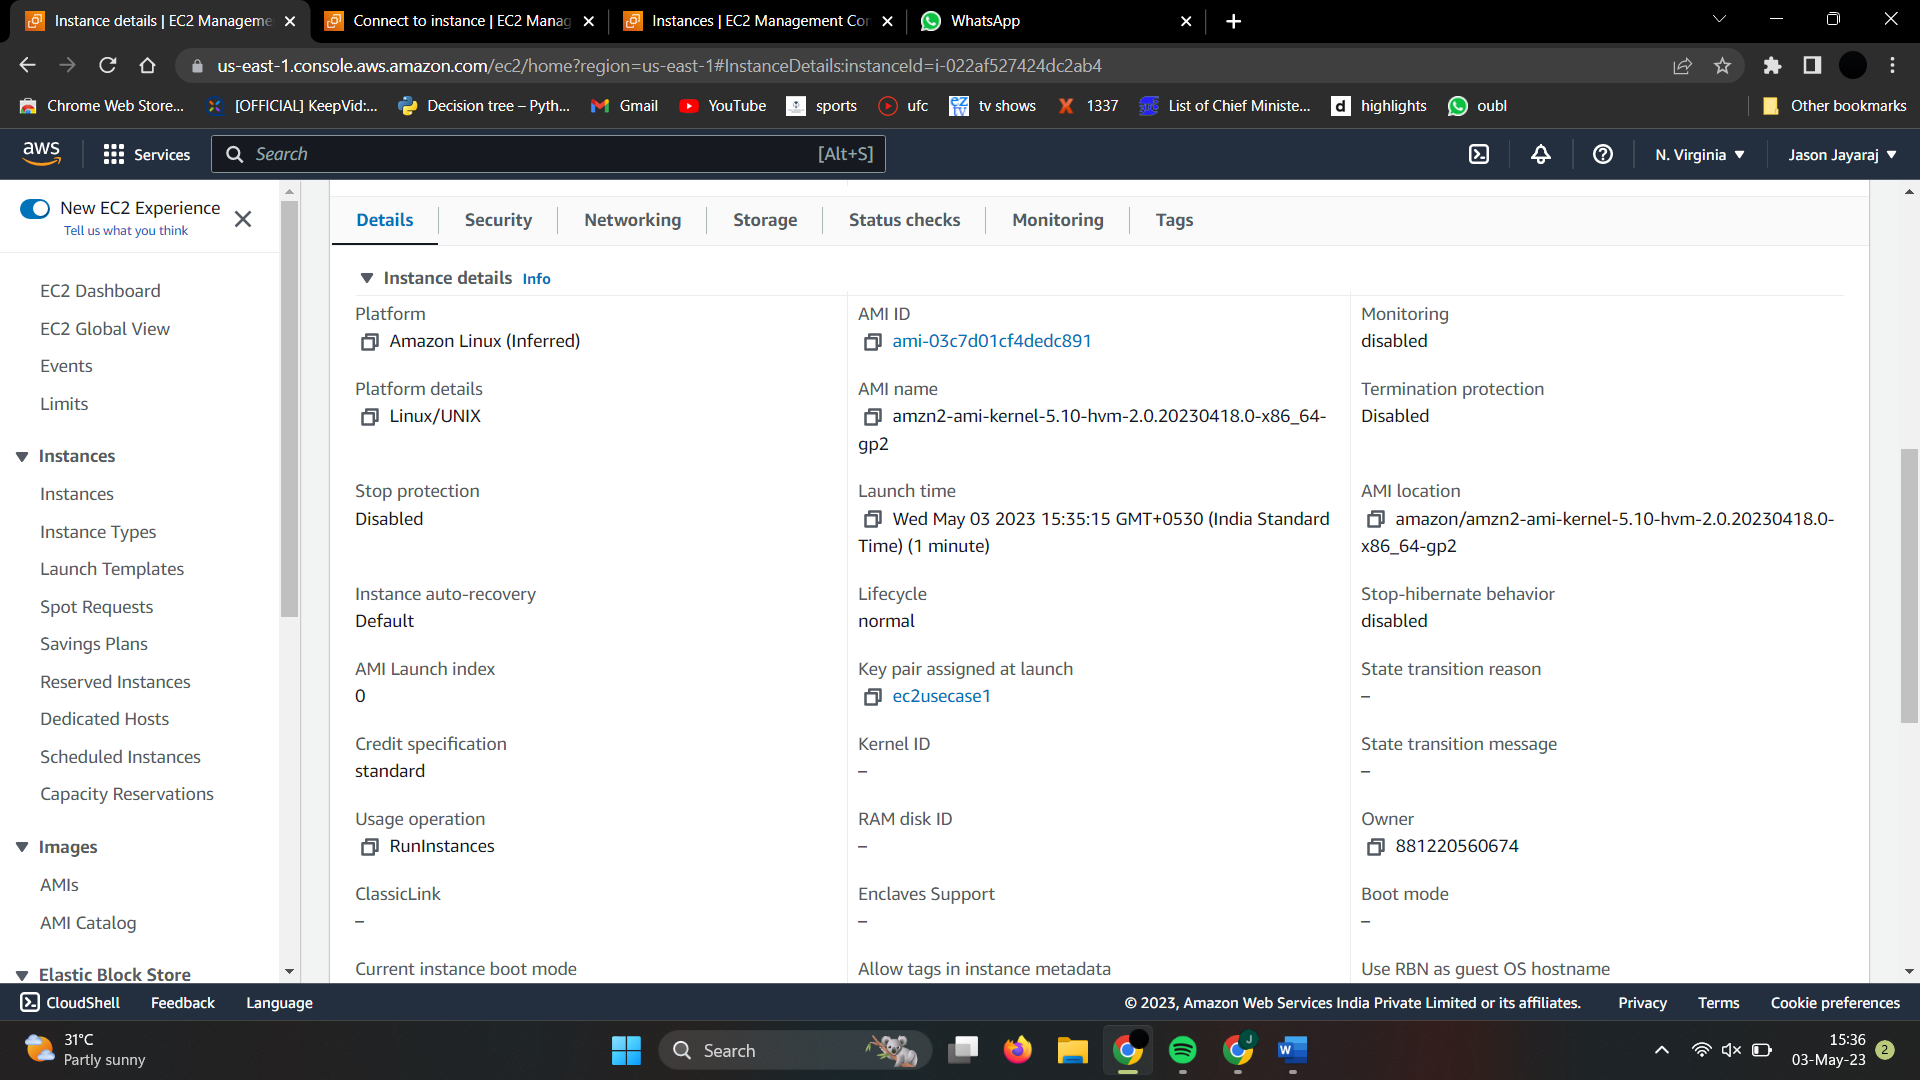 Instance details | EC2 Manageme
Connect to instance | EC2 Manag
Instances | EC2 Management Con
WhatsApp
us-east-1.console.aws.amazon.com/ec2/home?region=us-east-1#InstanceDetails:instanceId=i-022af527424dc2ab4
Chrome Web Store...
[OFFICIAL] KeepVid:...
Decision tree – Pyth...
Gmail
YouTube
sports
ufc
tv shows
1337
List of Chief Ministe...
highlights
oubl
Other bookmarks
aws
Services
Search
[Alt+S]
N. Virginia
Jason Jayaraj
New EC2 Experience
Tell us what you think
EC2 Dashboard
EC2 Global View
Events
Limits
Instances
Instances
Instance Types
Launch Templates
Spot Requests
Savings Plans
Reserved Instances
Dedicated Hosts
Scheduled Instances
Capacity Reservations
Images
AMIs
AMI Catalog
Elastic Block Store
Details
Security
Networking
Storage
Status checks
Monitoring
Tags
Instance details Info
Platform
Amazon Linux (Inferred)
AMI ID
ami-03c7d01cf4dedc891
Monitoring
disabled
Platform details
Linux/UNIX
AMI name
amzn2-ami-kernel-5.10-hvm-2.0.20230418.0-x86_64-
gp2
Termination protection
Disabled
Stop protection
Disabled
Launch time
Wed May 03 2023 15:35:15 GMT+0530 (India Standard
Time) (1 minute)
AMI location
amazon/amzn2-ami-kernel-5.10-hvm-2.0.20230418.0-
x86_64-gp2
Instance auto-recovery
Default
Lifecycle
normal
Stop-hibernate behavior
disabled
AMI Launch index
0
Key pair assigned at launch
ec2usecase1
State transition reason
–
Credit specification
standard
Kernel ID
–
State transition message
–
Usage operation
RunInstances
RAM disk ID
–
Owner
881220560674
ClassicLink
–
Enclaves Support
–
Boot mode
–
Current instance boot mode
Allow tags in instance metadata
Use RBN as guest OS hostname
CloudShell
Feedback
Language
© 2023, Amazon Web Services India Private Limited or its affiliates.
Privacy
Terms
Cookie preferences
31°C
Partly sunny
Search
15:36
03-May-23
2